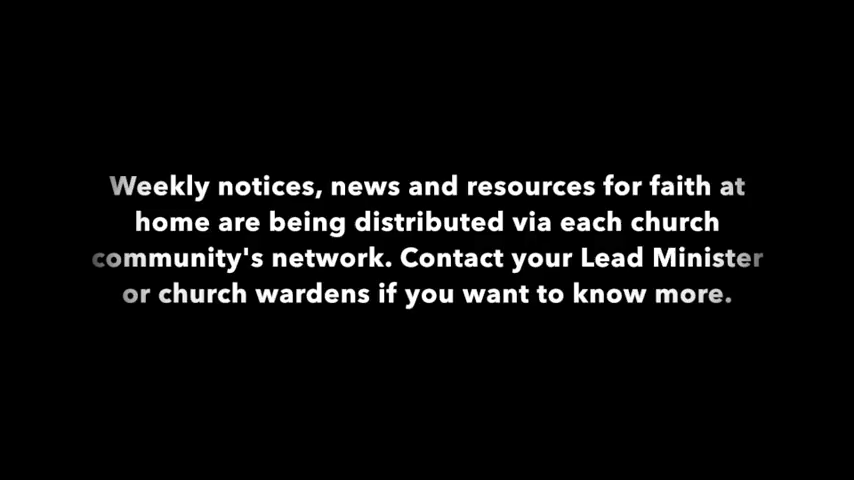 Weekly notices, news and resources for faith at
home are being distributed via each church
community's network. Contact your Lead Minister
or church wardens if you want to know more.